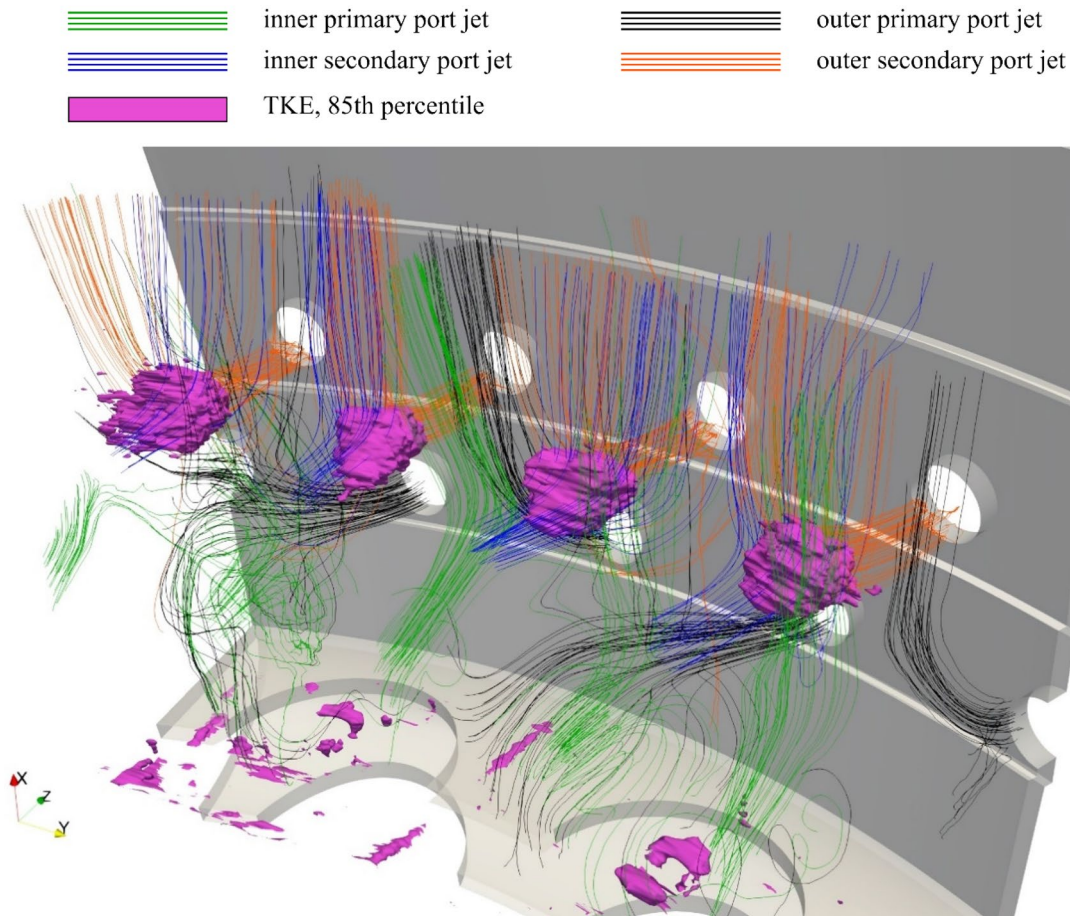 inner primary port jet
outer primary port jet
inner secondary port jet
outer secondary port jet
TKE, 85th percentile
X
Z
Y